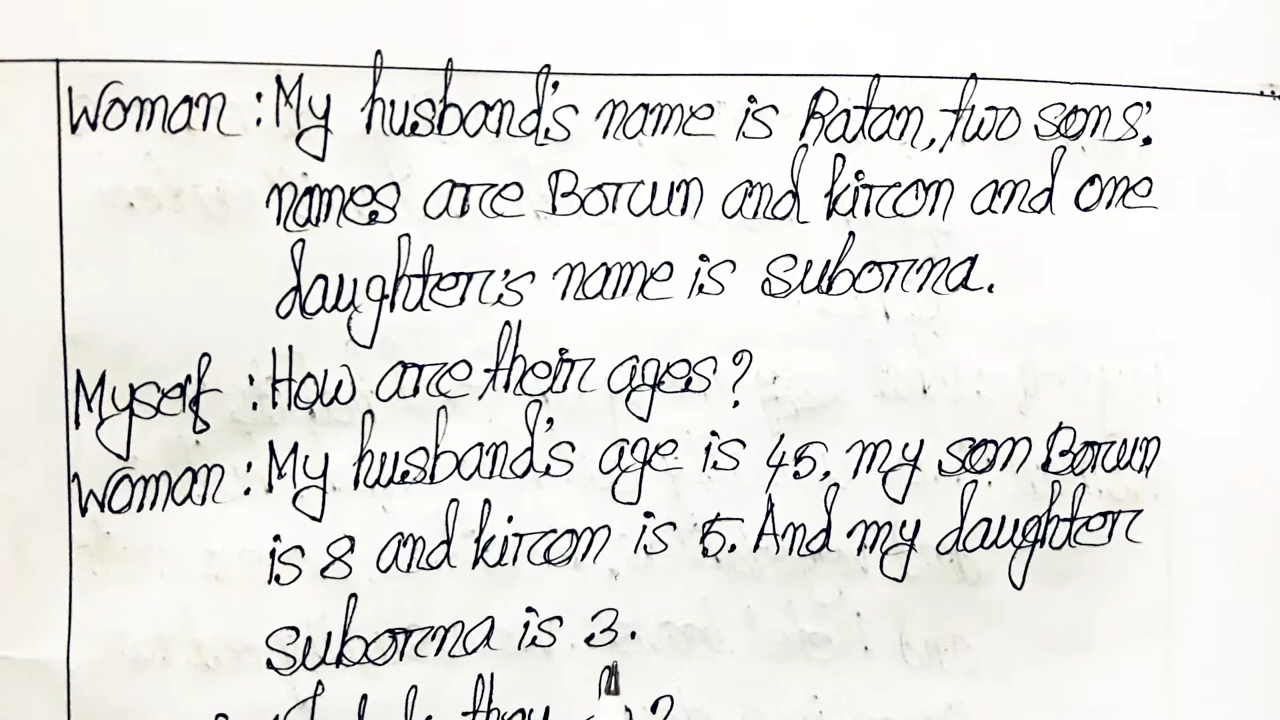 Woman : My husband's name is Ratan, two sons'
names are Borun and kiron and one
daughter's name is suborna.
Myself : How are their ages?
Woman : My husband's age is 45, my son Borun
is 8 and kiron is 5. And my daughter
suborna is 3.
they ?